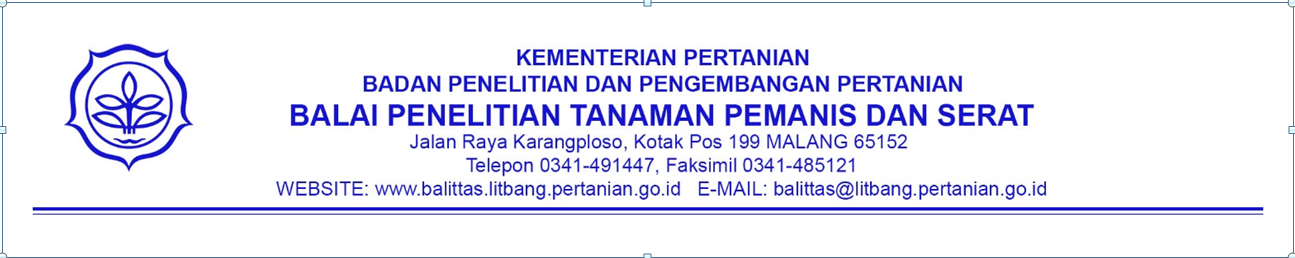 KEMENTERIAN PERTANIAN
BADAN PENELITIAN DAN PENGEMBANGAN PERTANIAN
BALAI PENELITIAN TANAMAN PEMANIS DAN SERAT
Jalan Raya Karangploso, Kotak Pos 199 MALANG 65152
Telepon 0341-491447, Faksimil 0341-485121
WEBSITE: www.balittas.litbang.pertanian.go.id E-MAIL: balittas@litbang.pertanian.go.id